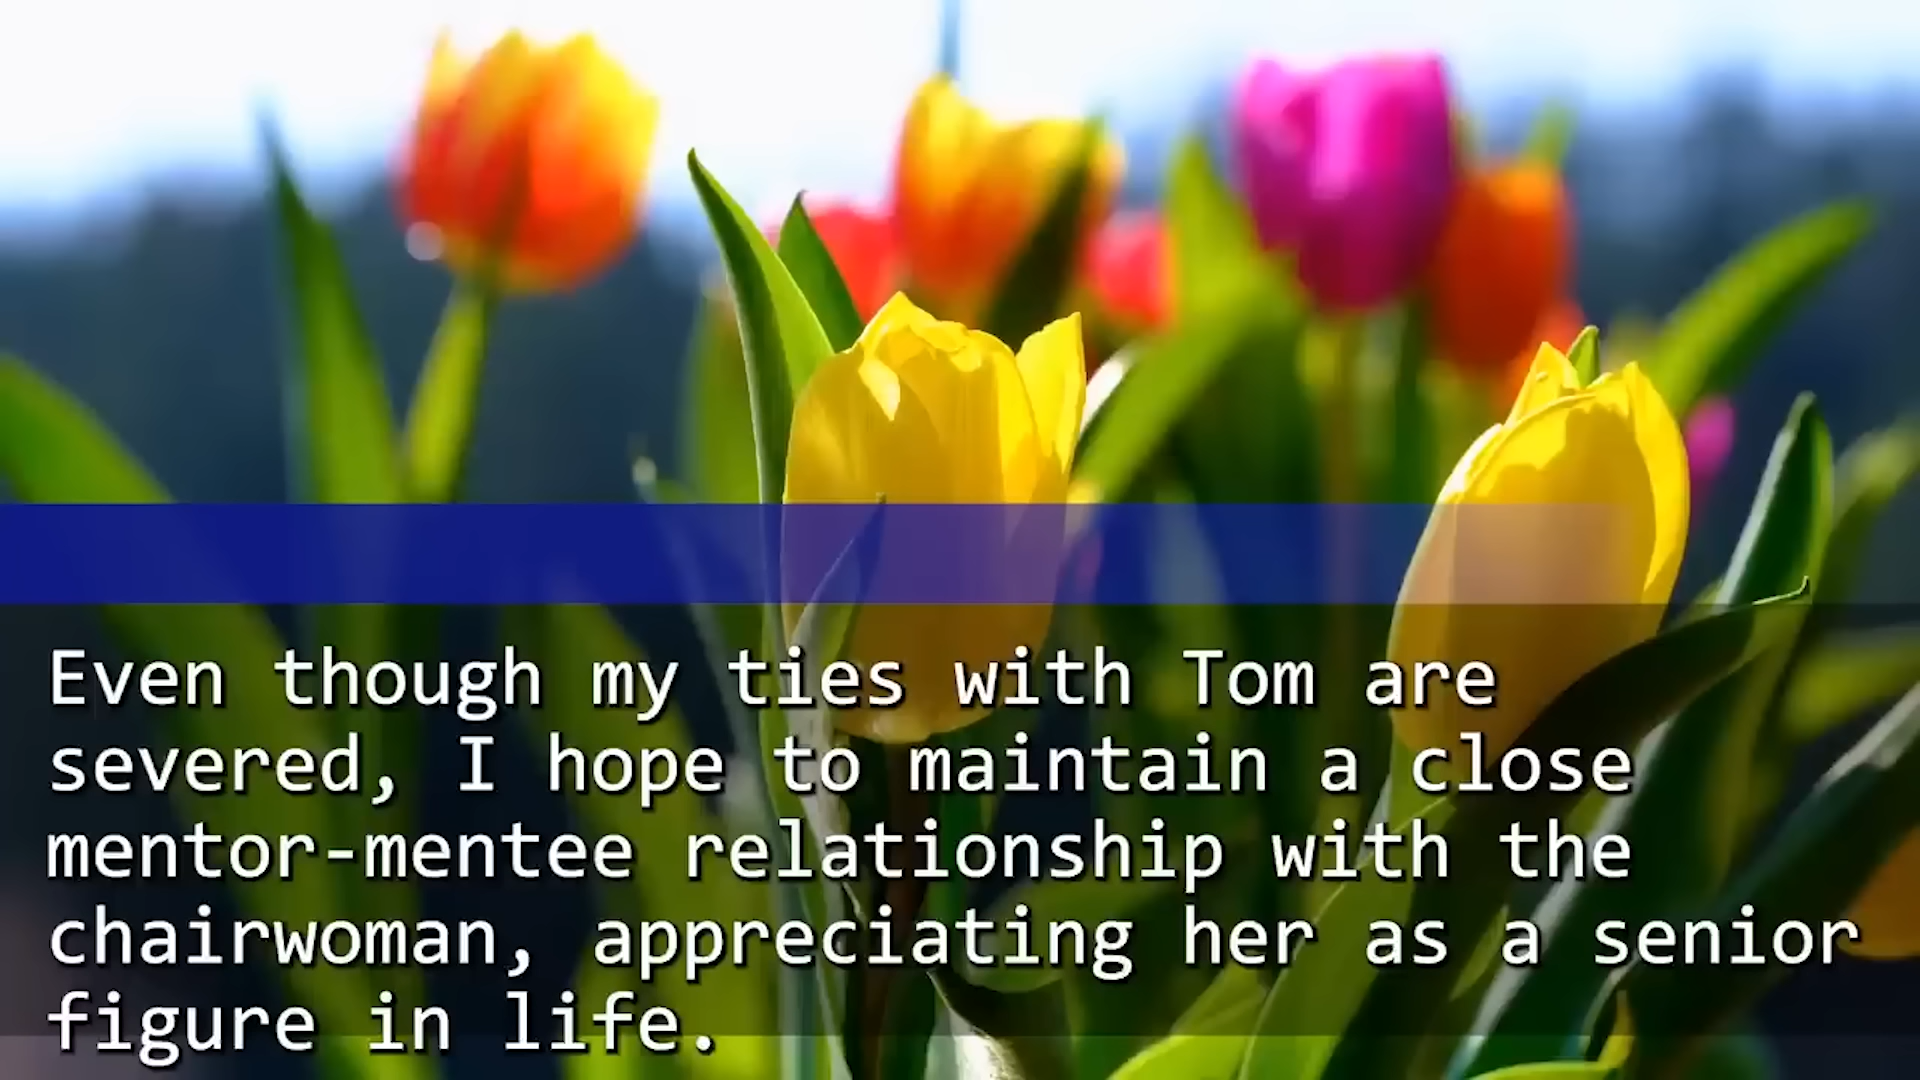 Even though my ties with Tom are
severed, I hope to maintain a close
mentor-mentee relationship with the
chairwoman, appreciating her as a senior
figure in life.